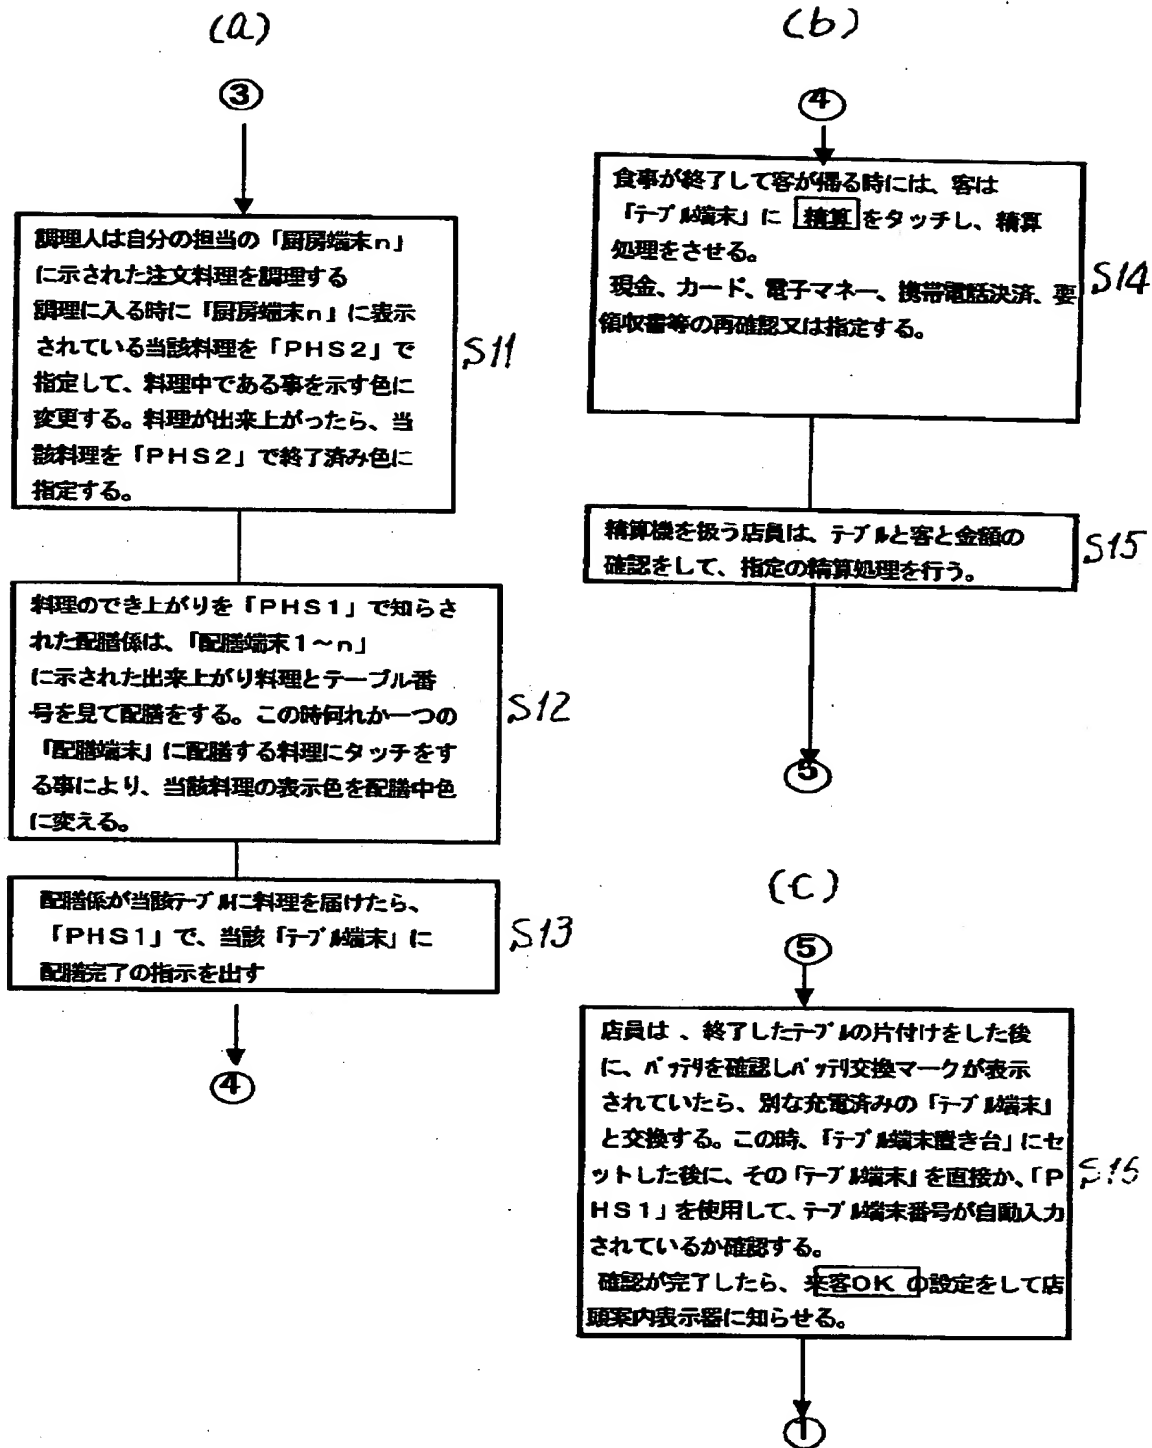 (a)
③
調理人は自分の担当の「厨房端末n」
に示された注文料理を調理する
調理に入る時に「厨房端末n」に表示
されている当該料理を「PHS2」で
指定して、料理中である事を示す色に
変更する。料理が出来上がったら、当
該料理を「PHS2」で終了済み色に
指定する。
S11
料理のでき上がりを「PHS1」で知らさ
れた配膳係は、「配膳端末1~n」
に示された出来上がり料理とテーブル番
号を見て配膳をする。この時何れか一つの
「配膳端末」に配膳する料理にタッチをす
る事により、当該料理の表示色を配膳中色
に変える。
S12
配膳係が当該テーブルに料理を届けたら、
「PHS1」で、当該「テーブル端末」に
配膳完了の指示を出す
S13
④
(b)
④
食事が終了して客が帰る時には、客は
「テーブル端末」に 精算 をタッチし、精算
処理をさせる。
現金、カード、電子マネー、携帯電話決済、要
領収書等の再確認又は指定する。
S14
精算機を扱う店員は、テーブルと客と金額の
確認をして、指定の精算処理を行う。
S15
⑤
(c)
⑤
店員は 、終了したテーブルの片付けをした後
に、バッテリを確認しバッテリ交換マークが表示
されていたら、別な充電済みの「テーブル端末」
と交換する。この時、「テーブル端末置き台」にセ
ットした後に、その「テーブル端末」を直接か、「P
HS1」を使用して、テーブル端末番号が自動入力
されているか確認する。
確認が完了したら、来客OK の設定をして店
頭案内表示器に知らせる。
S16
①